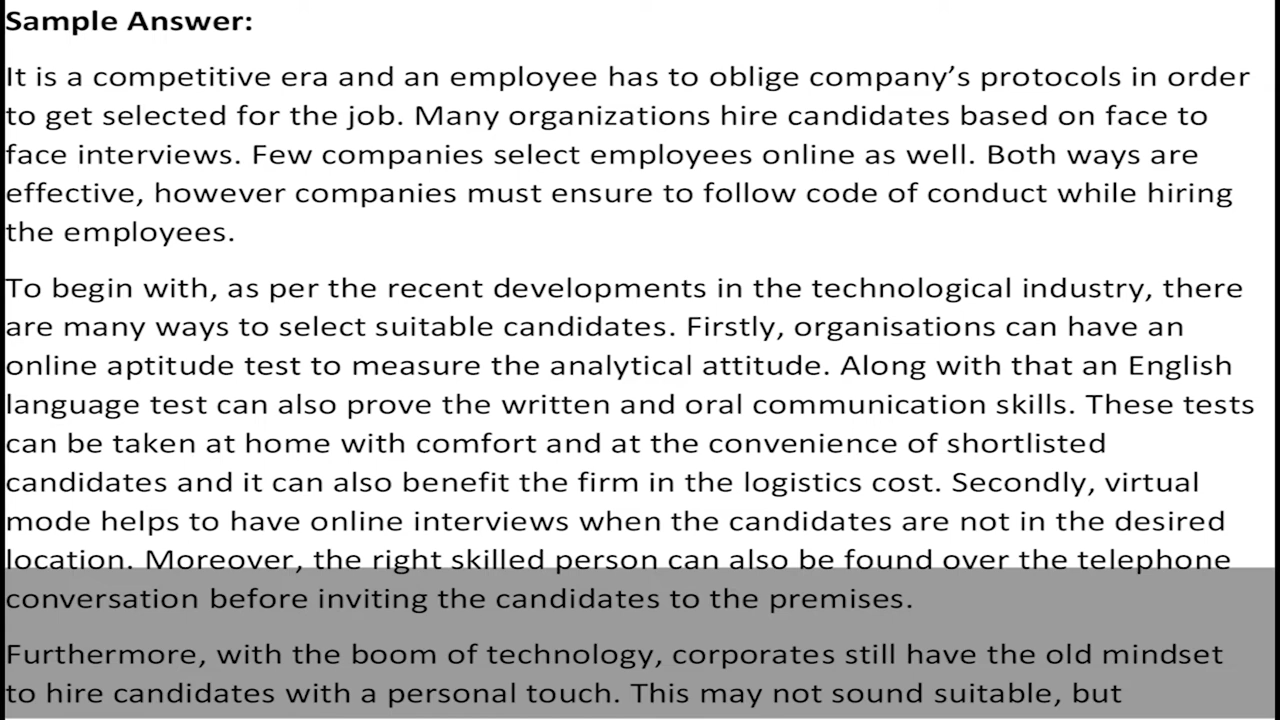 Sample Answer:
It is a competitive era and an employee has to oblige company’s protocols in order
to get selected for the job. Many organizations hire candidates based on face to
face interviews. Few companies select employees online as well. Both ways are
effective, however companies must ensure to follow code of conduct while hiring
the employees.
To begin with, as per the recent developments in the technological industry, there
are many ways to select suitable candidates. Firstly, organisations can have an
online aptitude test to measure the analytical attitude. Along with that an English
language test can also prove the written and oral communication skills. These tests
can be taken at home with comfort and at the convenience of shortlisted
candidates and it can also benefit the firm in the logistics cost. Secondly, virtual
mode helps to have online interviews when the candidates are not in the desired
location. Moreover, the right skilled person can also be found over the telephone
conversation before inviting the candidates to the premises.
Furthermore, with the boom of technology, corporates still have the old mindset
to hire candidates with a personal touch. This may not sound suitable, but